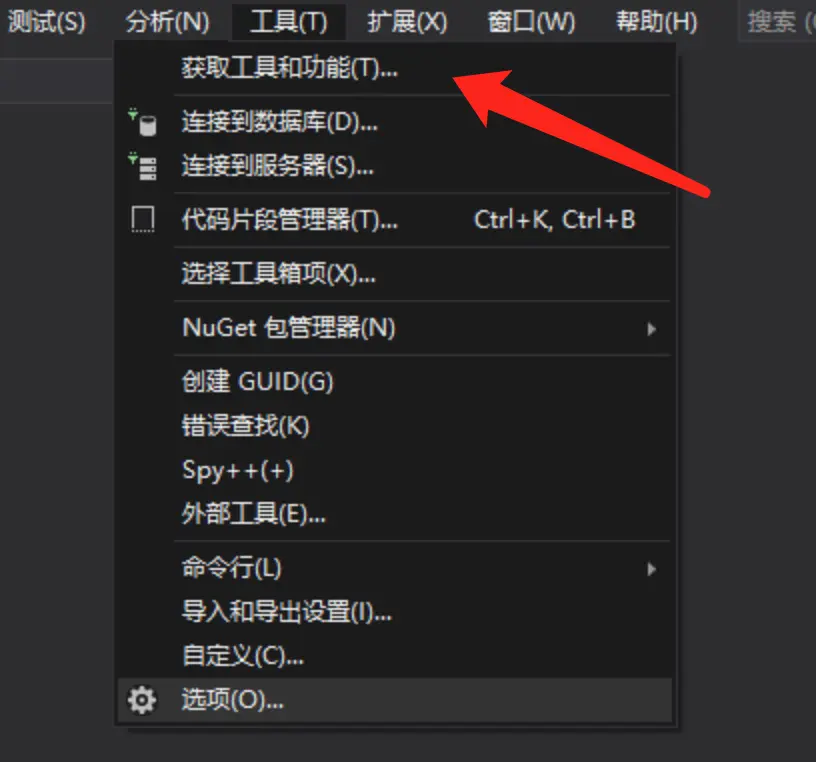 测试(S) 分析(N) 工具(T) 扩展(X) 窗口(W) 帮助(H) 搜索 (
获取工具和功能(T)...
连接到数据库(D)...
连接到服务器(S)...
代码片段管理器(T)... Ctrl+K, Ctrl+B
选择工具箱项(X)...
NuGet 包管理器(N)
创建 GUID(G)
错误查找(K)
Spy++(+)
外部工具(E)...
命令行(L)
导入和导出设置(I)...
自定义(C)...
选项(O)...